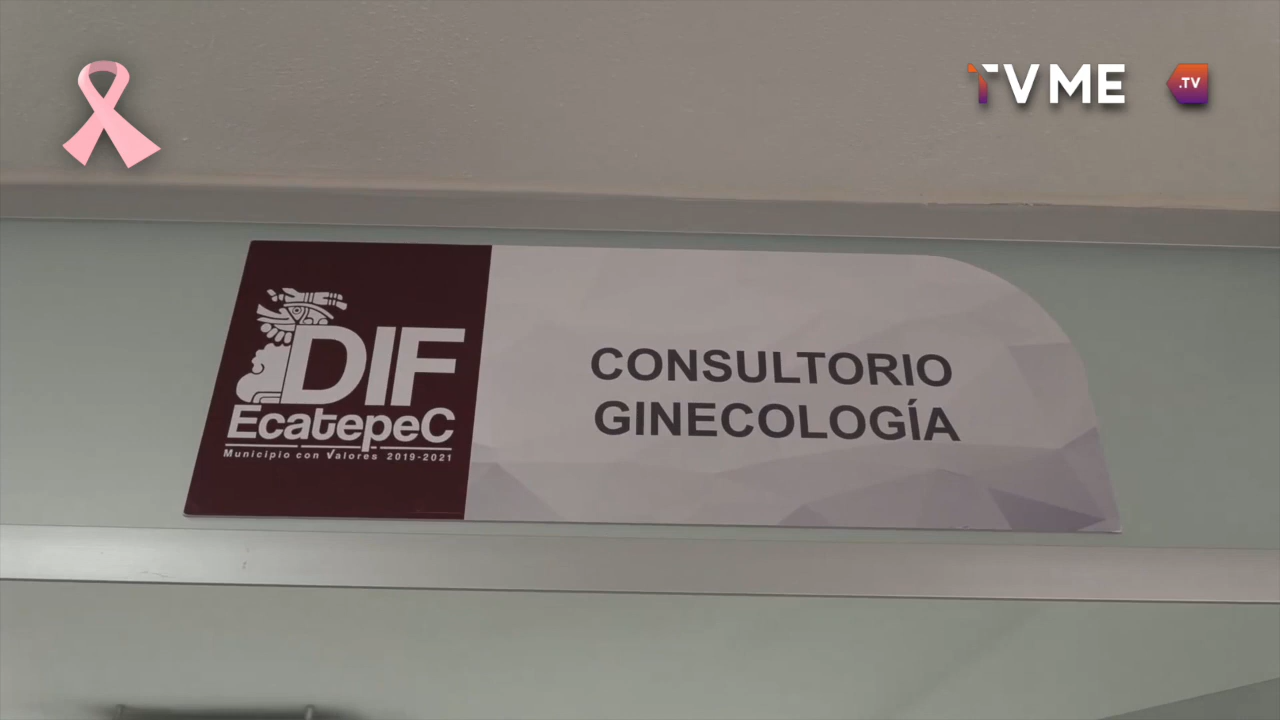 TVME .TV
DIF
EcatepeC
Municipio con Valores 2019-2021
CONSULTORIO
GINECOLOGÍA